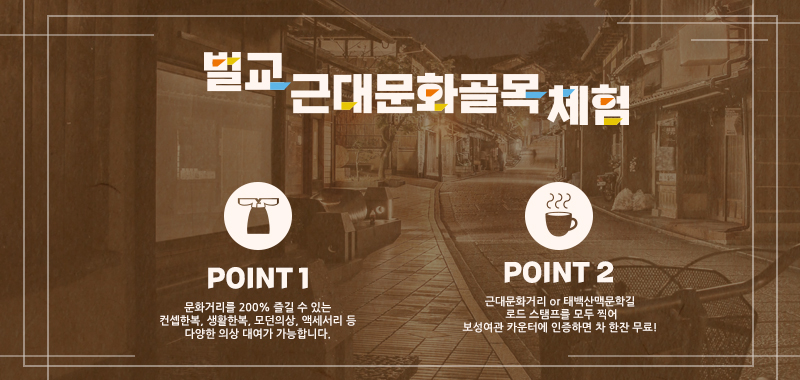 벌교 근대문화골목 체험
POINT 1
문화거리를 200% 즐길 수 있는
컨셉한복, 생활한복, 모던의상, 액세서리 등
다양한 의상 대여가 가능합니다.
POINT 2
근대문화거리 or 태백산맥문학길
로드 스탬프를 모두 찍어
보성여관 카운터에 인증하면 차 한잔 무료!